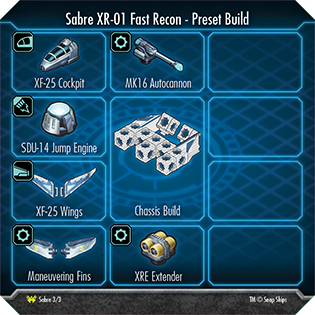 Sabre XR-01 Fast Recon - Preset Build
XF-25 Cockpit
MK16 Autocannon
SDU-14 Jump Engine
XF-25 Wings
Chassis Build
Maneuvering Fins
XRE Extender
Sabre 3/3
TM © Snap Ships